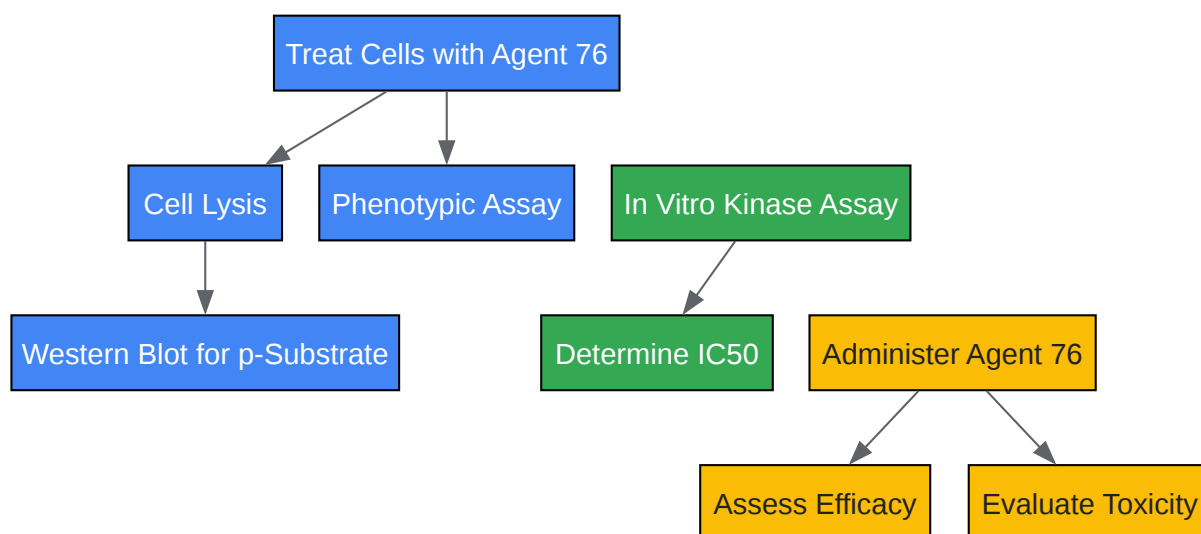 Treat Cells with Agent 76
Cell Lysis
Phenotypic Assay
In Vitro Kinase Assay
Western Blot for p-Substrate
Determine IC50
Administer Agent 76
Assess Efficacy
Evaluate Toxicity